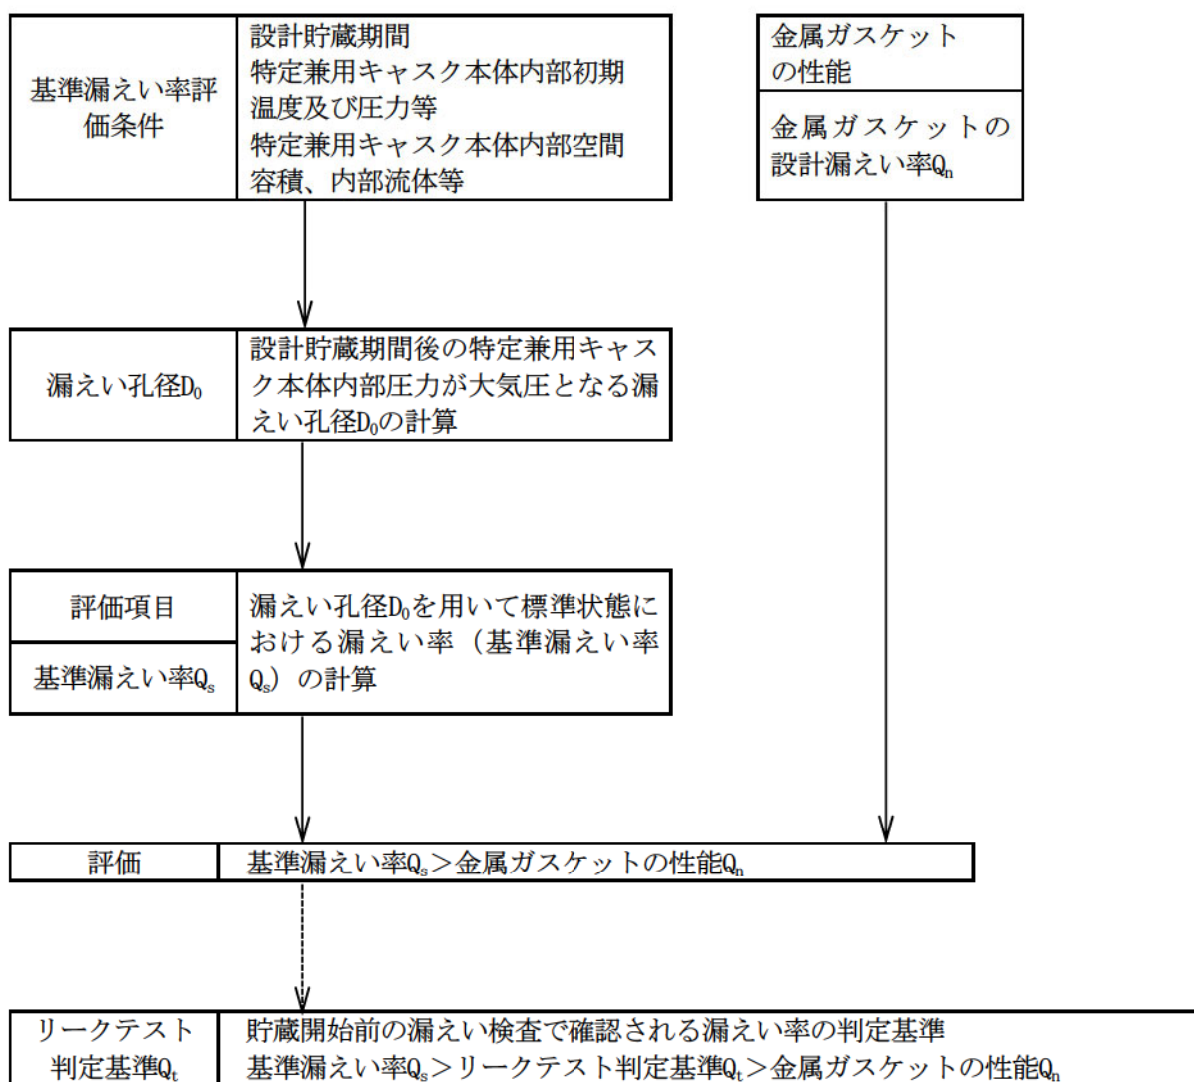 基準漏えい率評
価条件
設計貯蔵期間
特定兼用キャスク本体内部初期
温度及び圧力等
特定兼用キャスク本体内部空間
容積、内部流体等
金属ガスケット
の性能
金属ガスケットの
設計漏えい率Qn
漏えい孔径D0
設計貯蔵期間後の特定兼用キャス
ク本体内部圧力が大気圧となる漏
えい孔径D0の計算
評価項目
基準漏えい率Qs
漏えい孔径D0を用いて標準状態に
おける漏えい率（基準漏えい率
Qs）の計算
評価
基準漏えい率Qs＞金属ガスケットの性能Qn
リークテスト
判定基準Qt
貯蔵開始前の漏えい検査で確認される漏えい率の判定基準
基準漏えい率Qs＞リークテスト判定基準Qt＞金属ガスケットの性能Qn